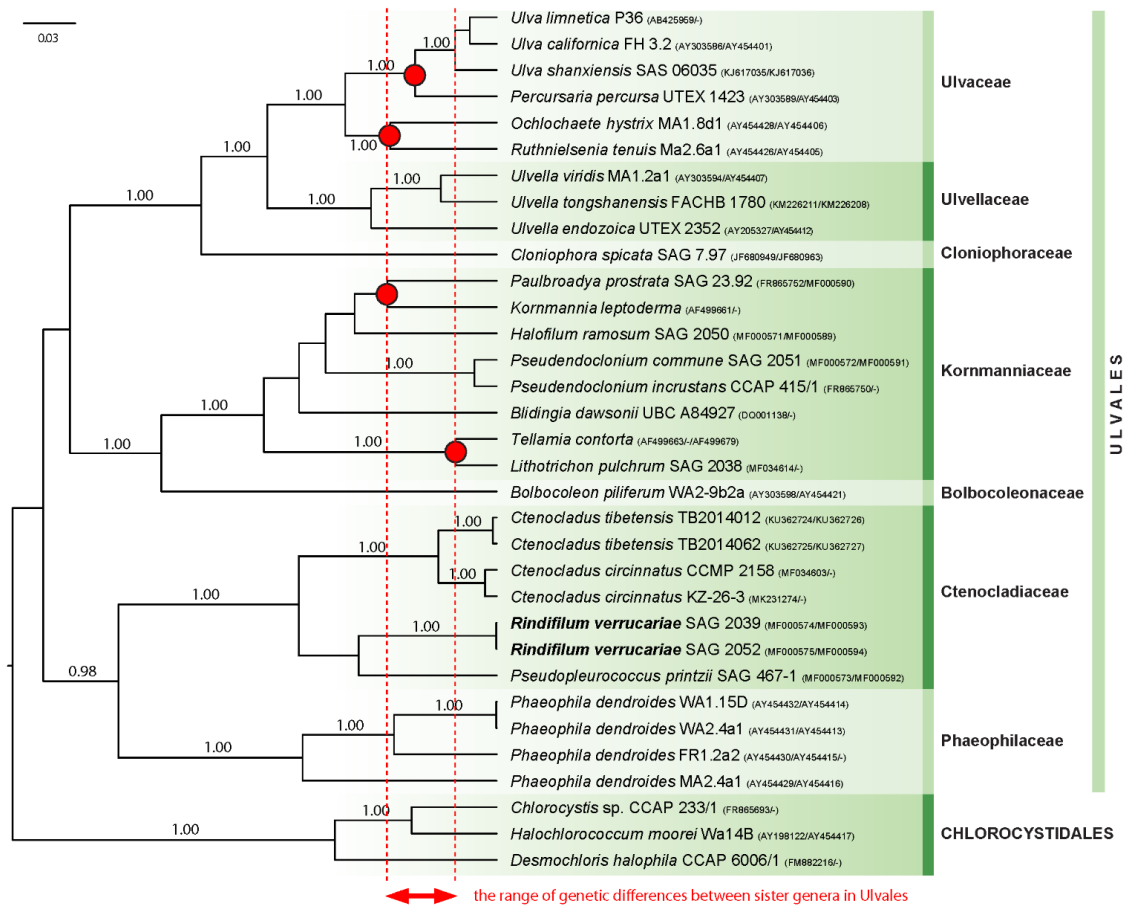 0.03
Ulva limnetica P36 (AB425959/-)
1.00
Ulva californica FH 3.2 (AY303586/AY454401)
1.00
Ulva shanxiensis SAS 06035 (KJ617035/KJ617036)
Ulvaceae
1.00
Percursaria percursa UTEX 1423 (AY303589/AY454403)
Ochlochaete hystrix MA1.8d1 (AY454428/AY454406)
1.00
Ruthnielsenia tenuis Ma2.6a1 (AY454426/AY454405)
1.00
Ulvella viridis MA1.2a1 (AY303594/AY454407)
1.00
Ulvella tongshanensis FACHB 1780 (KM226211/KM226208)
Ulvellaceae
1.00
1.00
Ulvella endozoica UTEX 2352 (AY205327/AY454412)
Cloniophora spicata SAG 7.97 (JF680949/JF680963)
Cloniophoraceae
Paulbroadya prostrata SAG 23.92 (FR865752/MF000590)
Kornmannia leptoderma (AF499661/-)
Halofilum ramosum SAG 2050 (MF000571/MF000589)
1.00
Pseudendoclonium commune SAG 2051 (MF000572/MF000591)
Kornmanniaceae
Pseudendoclonium incrustans CCAP 415/1 (FR865750/-)
Blidingia dawsonii UBC A84927 (DQ001138/-)
1.00
1.00
Tellamia contorta (AF499663/-/AF499679)
1.00
Lithotrichon pulchrum SAG 2038 (MF034614/-)
Bolbocoleon piliferum WA2-9b2a (AY303598/AY454421)
Bolbocoleonaceae
ULVALES
1.00
Ctenocladus tibetensis TB2014012 (KU362724/KU362726)
1.00
Ctenocladus tibetensis TB2014062 (KU362725/KU362727)
1.00
Ctenocladus circinnatus CCMP 2158 (MF034603/-)
Ctenocladiaceae
Ctenocladus circinnatus KZ-26-3 (MK231274/-)
1.00
1.00
Rindifilum verrucariae SAG 2039 (MF000574/MF000593)
Rindifilum verrucariae SAG 2052 (MF000575/MF000594)
0.98
Pseudopleurococcus printzii SAG 467-1 (MF000573/MF000592)
Phaeophila dendroides WA1.15D (AY454432/AY454414)
1.00
Phaeophila dendroides WA2.4a1 (AY454431/AY454413)
1.00
Phaeophilaceae
1.00
Phaeophila dendroides FR1.2a2 (AY454430/AY454415/-)
Phaeophila dendroides MA2.4a1 (AY454429/AY454416)
1.00
Chlorocystis sp. CCAP 233/1 (FR865693/-)
1.00
Halochlorococcum moorei Wa14B (AY198122/AY454417)
CHLOROCYSTIDALES
Desmochloris halophila CCAP 6006/1 (FM882216/-)
the range of genetic differences between sister genera in Ulvales